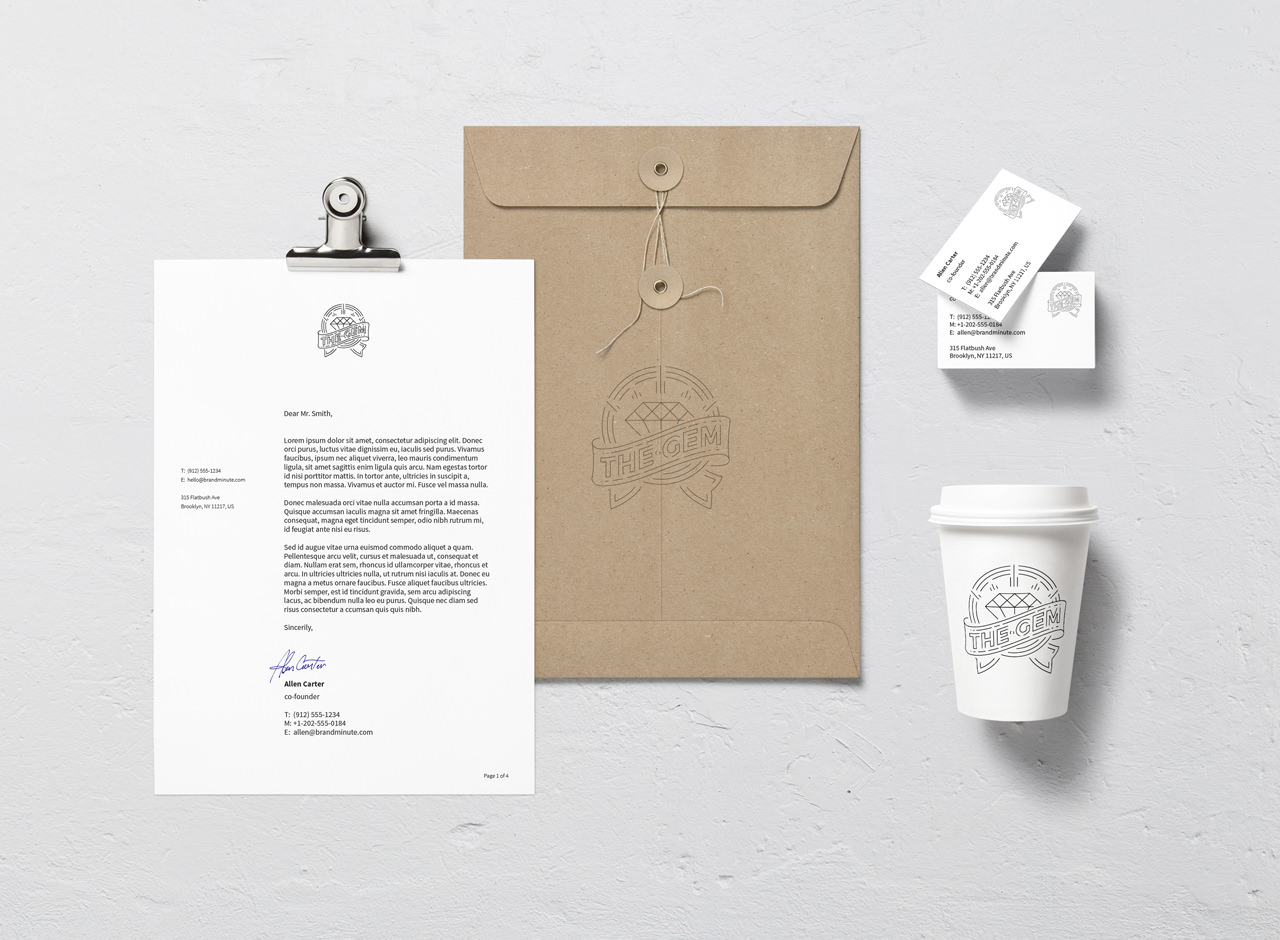 THE GEM
Dear Mr. Smith,
Lorem ipsum dolor sit amet, consectetur adipiscing elit. Donec
orci purus, luctus vitae dignissim eu, iaculis sed purus. Vivamus
faucibus, ipsum nec aliquet viverra, leo mauris condimentum
ligula, sit amet sagittis enim ligula quis arcu. Nam egestas tortor
id nisi porttitor mattis. In tortor ante, ultricies in suscipit a,
tempus non massa. Vivamus et auctor mi. Fusce vel massa nulla.
Donec malesuada orci vitae nulla accumsan porta a id massa.
Quisque accumsan iaculis magna sit amet fringilla. Maecenas
consequat, magna eget tincidunt semper, odio nibh rutrum mi,
id feugiat ante nisi eu risus.
Sed id augue vitae urna euismod commodo aliquet a quam.
Pellentesque arcu velit, cursus et malesuada ut, consequat et
diam. Nullam erat sem, rhoncus id ullamcorper vitae, rhoncus et
arcu. In ultricies ultricies nulla, ut rutrum nisi iaculis at. Donec eu
magna a metus ornare faucibus. Fusce aliquet faucibus ultricies.
Morbi semper, est id tincidunt gravida, sem arcu adipiscing
lacus, ac bibendum nulla leo eu purus. Quisque nec diam sed
risus consectetur a ccumsan quis quis nibh.
Sincerily,
Alan Carter
Allen Carter
co-founder
T: (912) 555-1234
M: +1-202-555-0184
E: allen@brandminute.com
Page 1 of 4
T: (912) 555-1234
E: hello@brandminute.com
315 Flatbush Ave
Brooklyn, NY 11217, US
THE GEM
THE GEM
Allen Carter
co-founder
T: (912) 555-1234
M: +1-202-555-0184
E: allen@brandminute.com
315 Flatbush Ave
Brooklyn, NY 11217, US
THE GEM
T: (912) 555-1
M: +1-202-555-0184
E: allen@brandminute.com
315 Flatbush Ave
Brooklyn, NY 11217, US
THE GEM